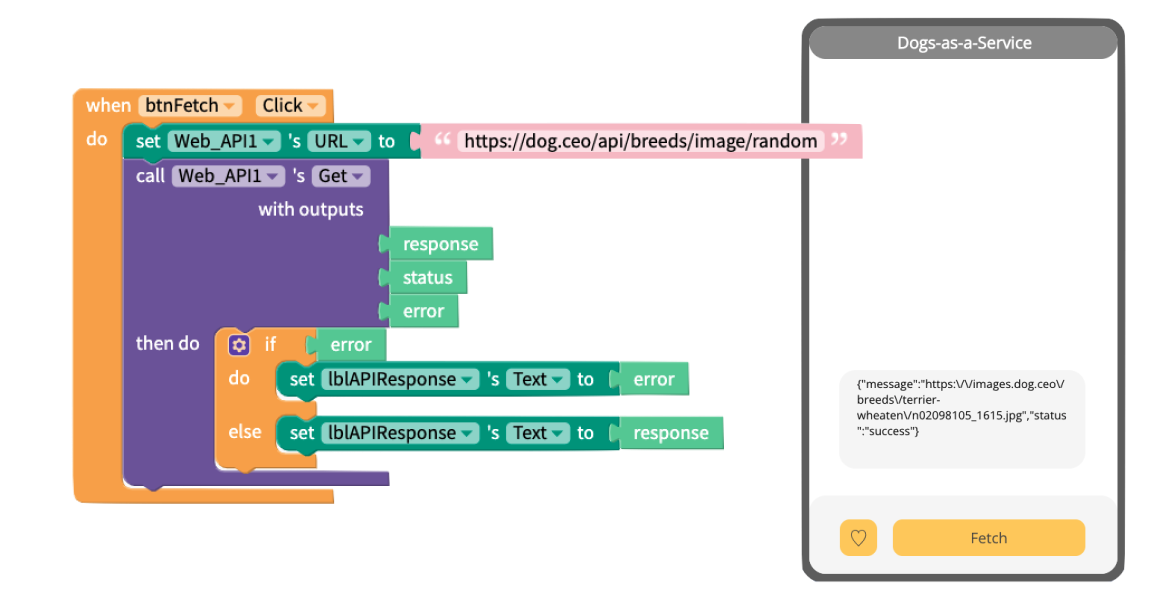 when btnFetch Click
do set Web_API1 's URL to “ https://dog.ceo/api/breeds/image/random ”
call Web_API1 's Get
with outputs
response
status
error
then do if error
do set lblAPIResponse 's Text to error
else set lblAPIResponse 's Text to response
Dogs-as-a-Service
{"message":"https:\/\/images.dog.ceo\/
breeds\/terrier-
wheaten\/n02098105_1615.jpg","status
":"success"}
Fetch